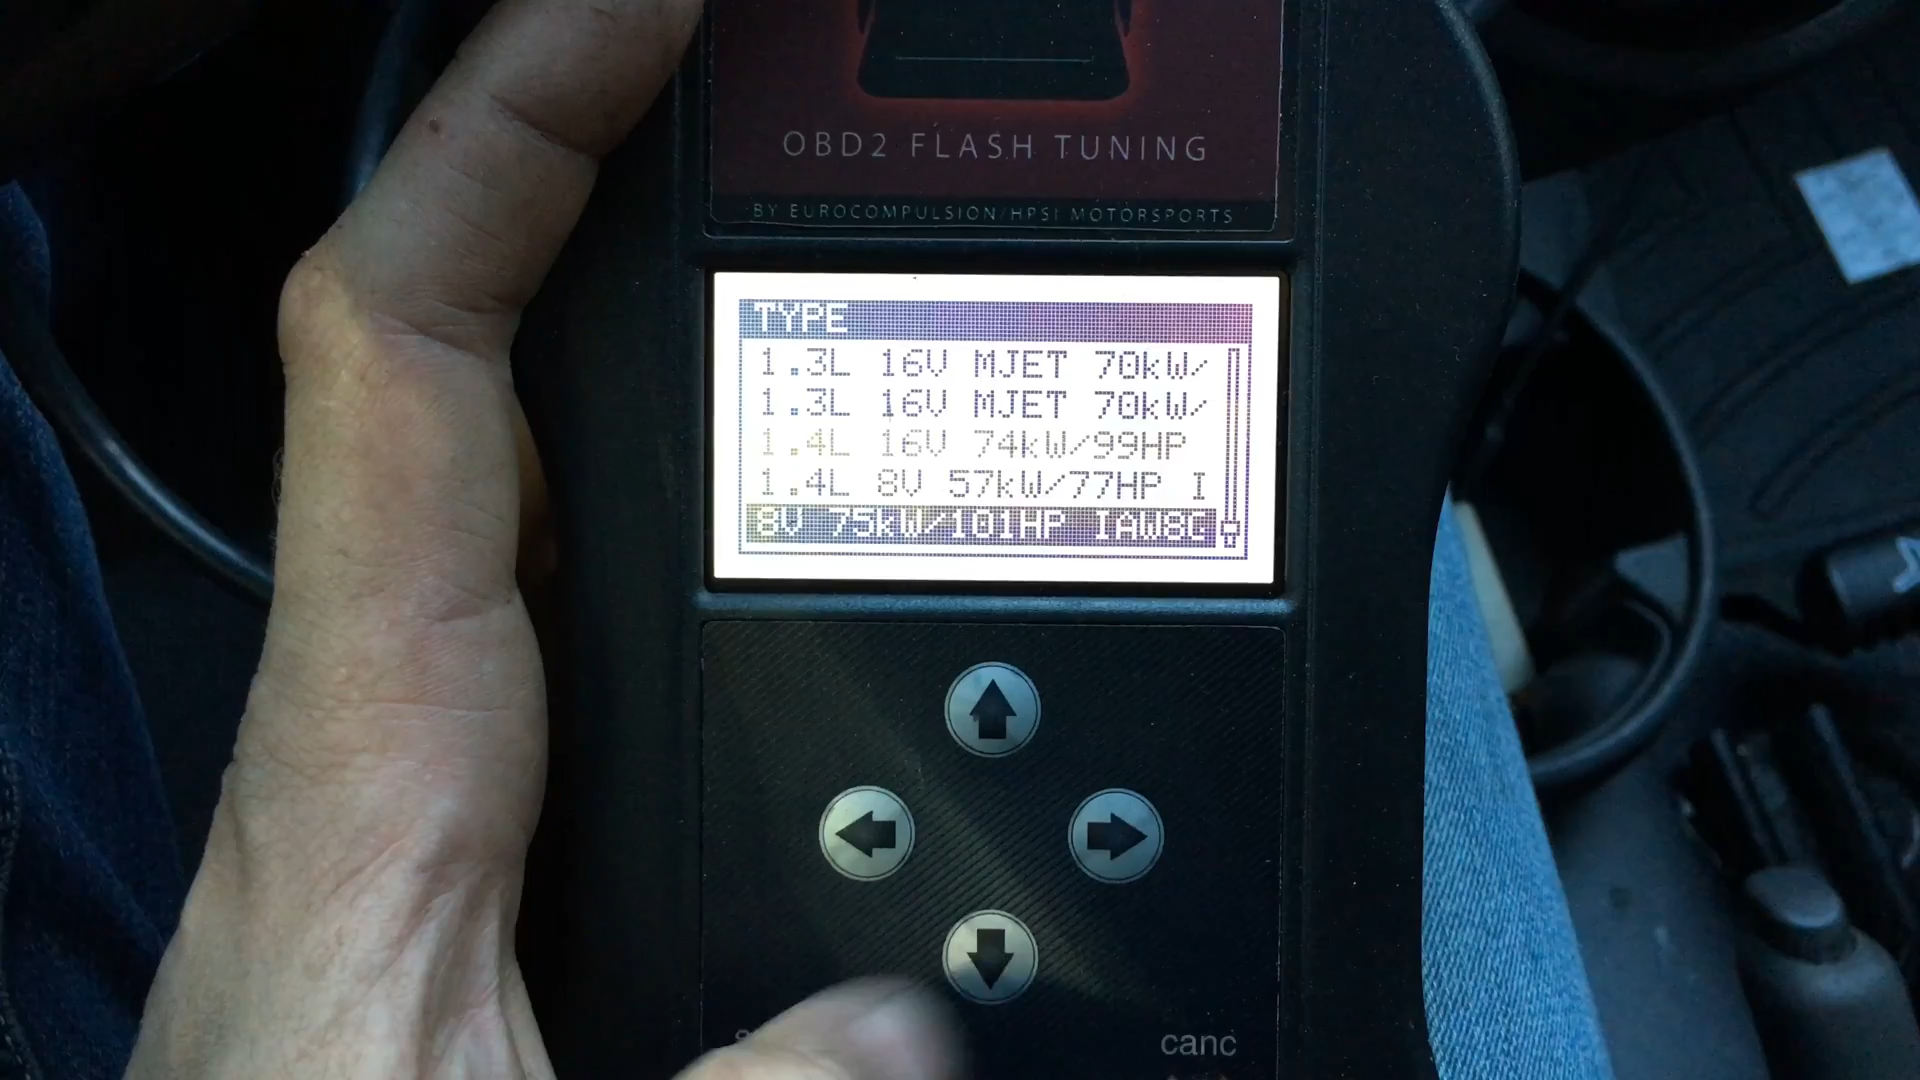 OBD2 FLASH TUNING
BY EUROCOMPULSION/HPSI MOTORSPORTS
TYPE
1.3L 16V MJET 70kW/
1.3L 16V MJET 70kW/
1.4L 16V 74kW/99HP
1.4L 8V 57kW/77HP I
8V 75kW/101HP IAW8C
canc